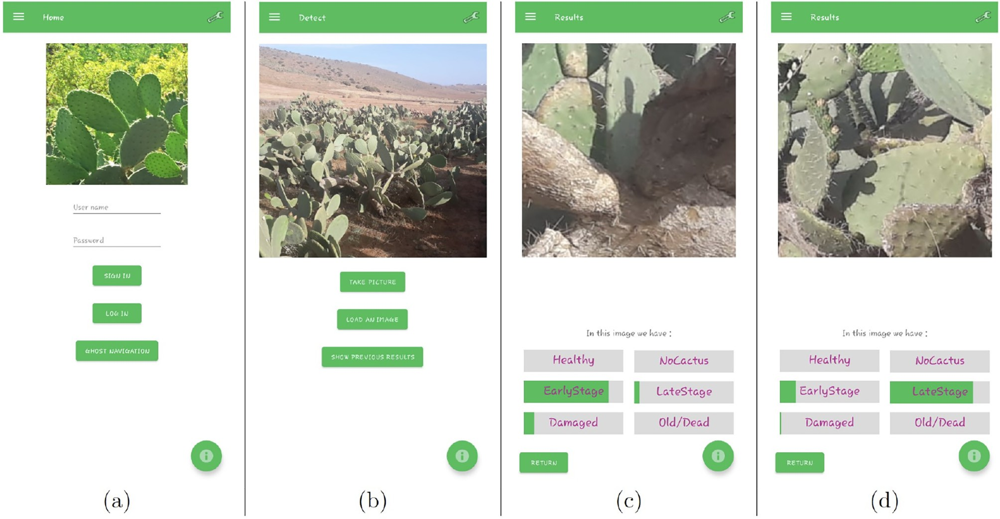 Home
User name
Password
SIGN IN
LOG IN
GHOST NAVIGATION
(a)
Detect
TAKE PICTURE
LOAD AN IMAGE
SHOW PREVIOUS RESULTS
(b)
Results
In this image we have :
Healthy NoCactus
EarlyStage LateStage
Damaged Old/Dead
RETURN
(c)
Results
In this image we have :
Healthy NoCactus
EarlyStage LateStage
Damaged Old/Dead
RETURN
(d)